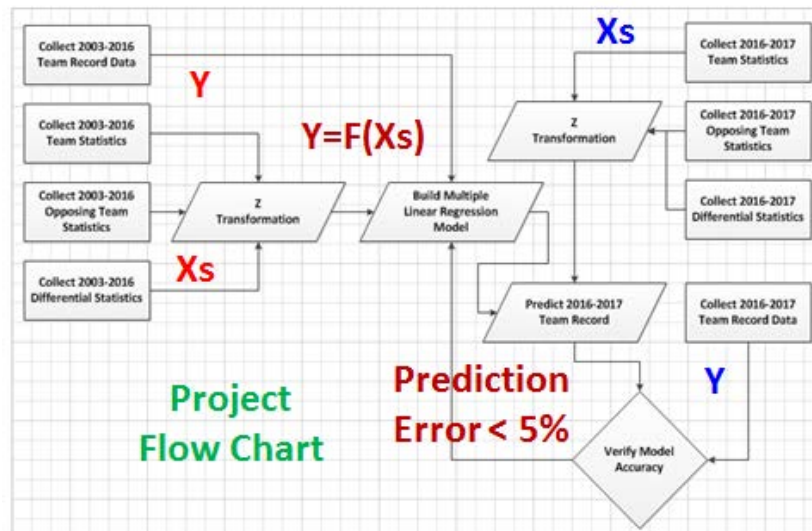 Collect 2003-2016
Team Record Data
Y
Collect 2003-2016
Team Statistics
Collect 2003-2016
Opposing Team
Statistics
Collect 2003-2016
Differential Statistics
Xs
Z
Transformation
Y=F(Xs)
Build Multiple
Linear Regression
Model
Xs
Collect 2016-2017
Team Statistics
Z
Transformation
Collect 2016-2017
Opposing Team
Statistics
Collect 2016-2017
Differential Statistics
Predict 2016-2017
Team Record
Collect 2016-2017
Team Record Data
Y
Prediction
Error < 5%
Verify Model
Accuracy
Project
Flow Chart